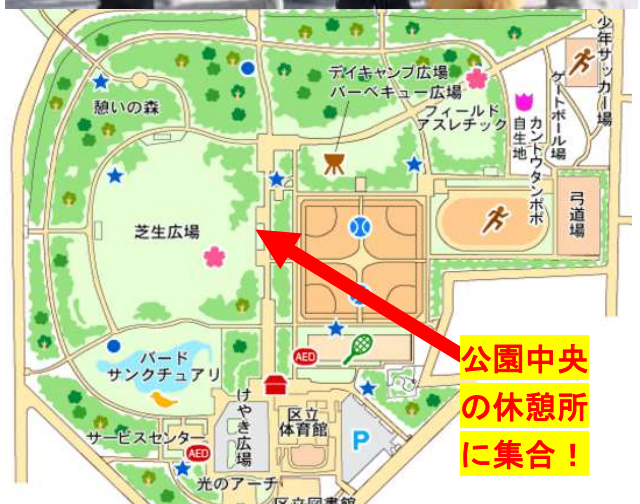 少年サッカー場
ゲートボール場
カントウタンポポ
自生地
デイキャンプ広場
バーベキュー広場
フィールド
アスレチック
憩いの森
弓道場
芝生広場
公園中央
の休憩所
に集合！
AED
バード
サンクチュアリ
けやき広場
区立
体育館
P
サービスセンター
AED
光のアーチ
区立図書館